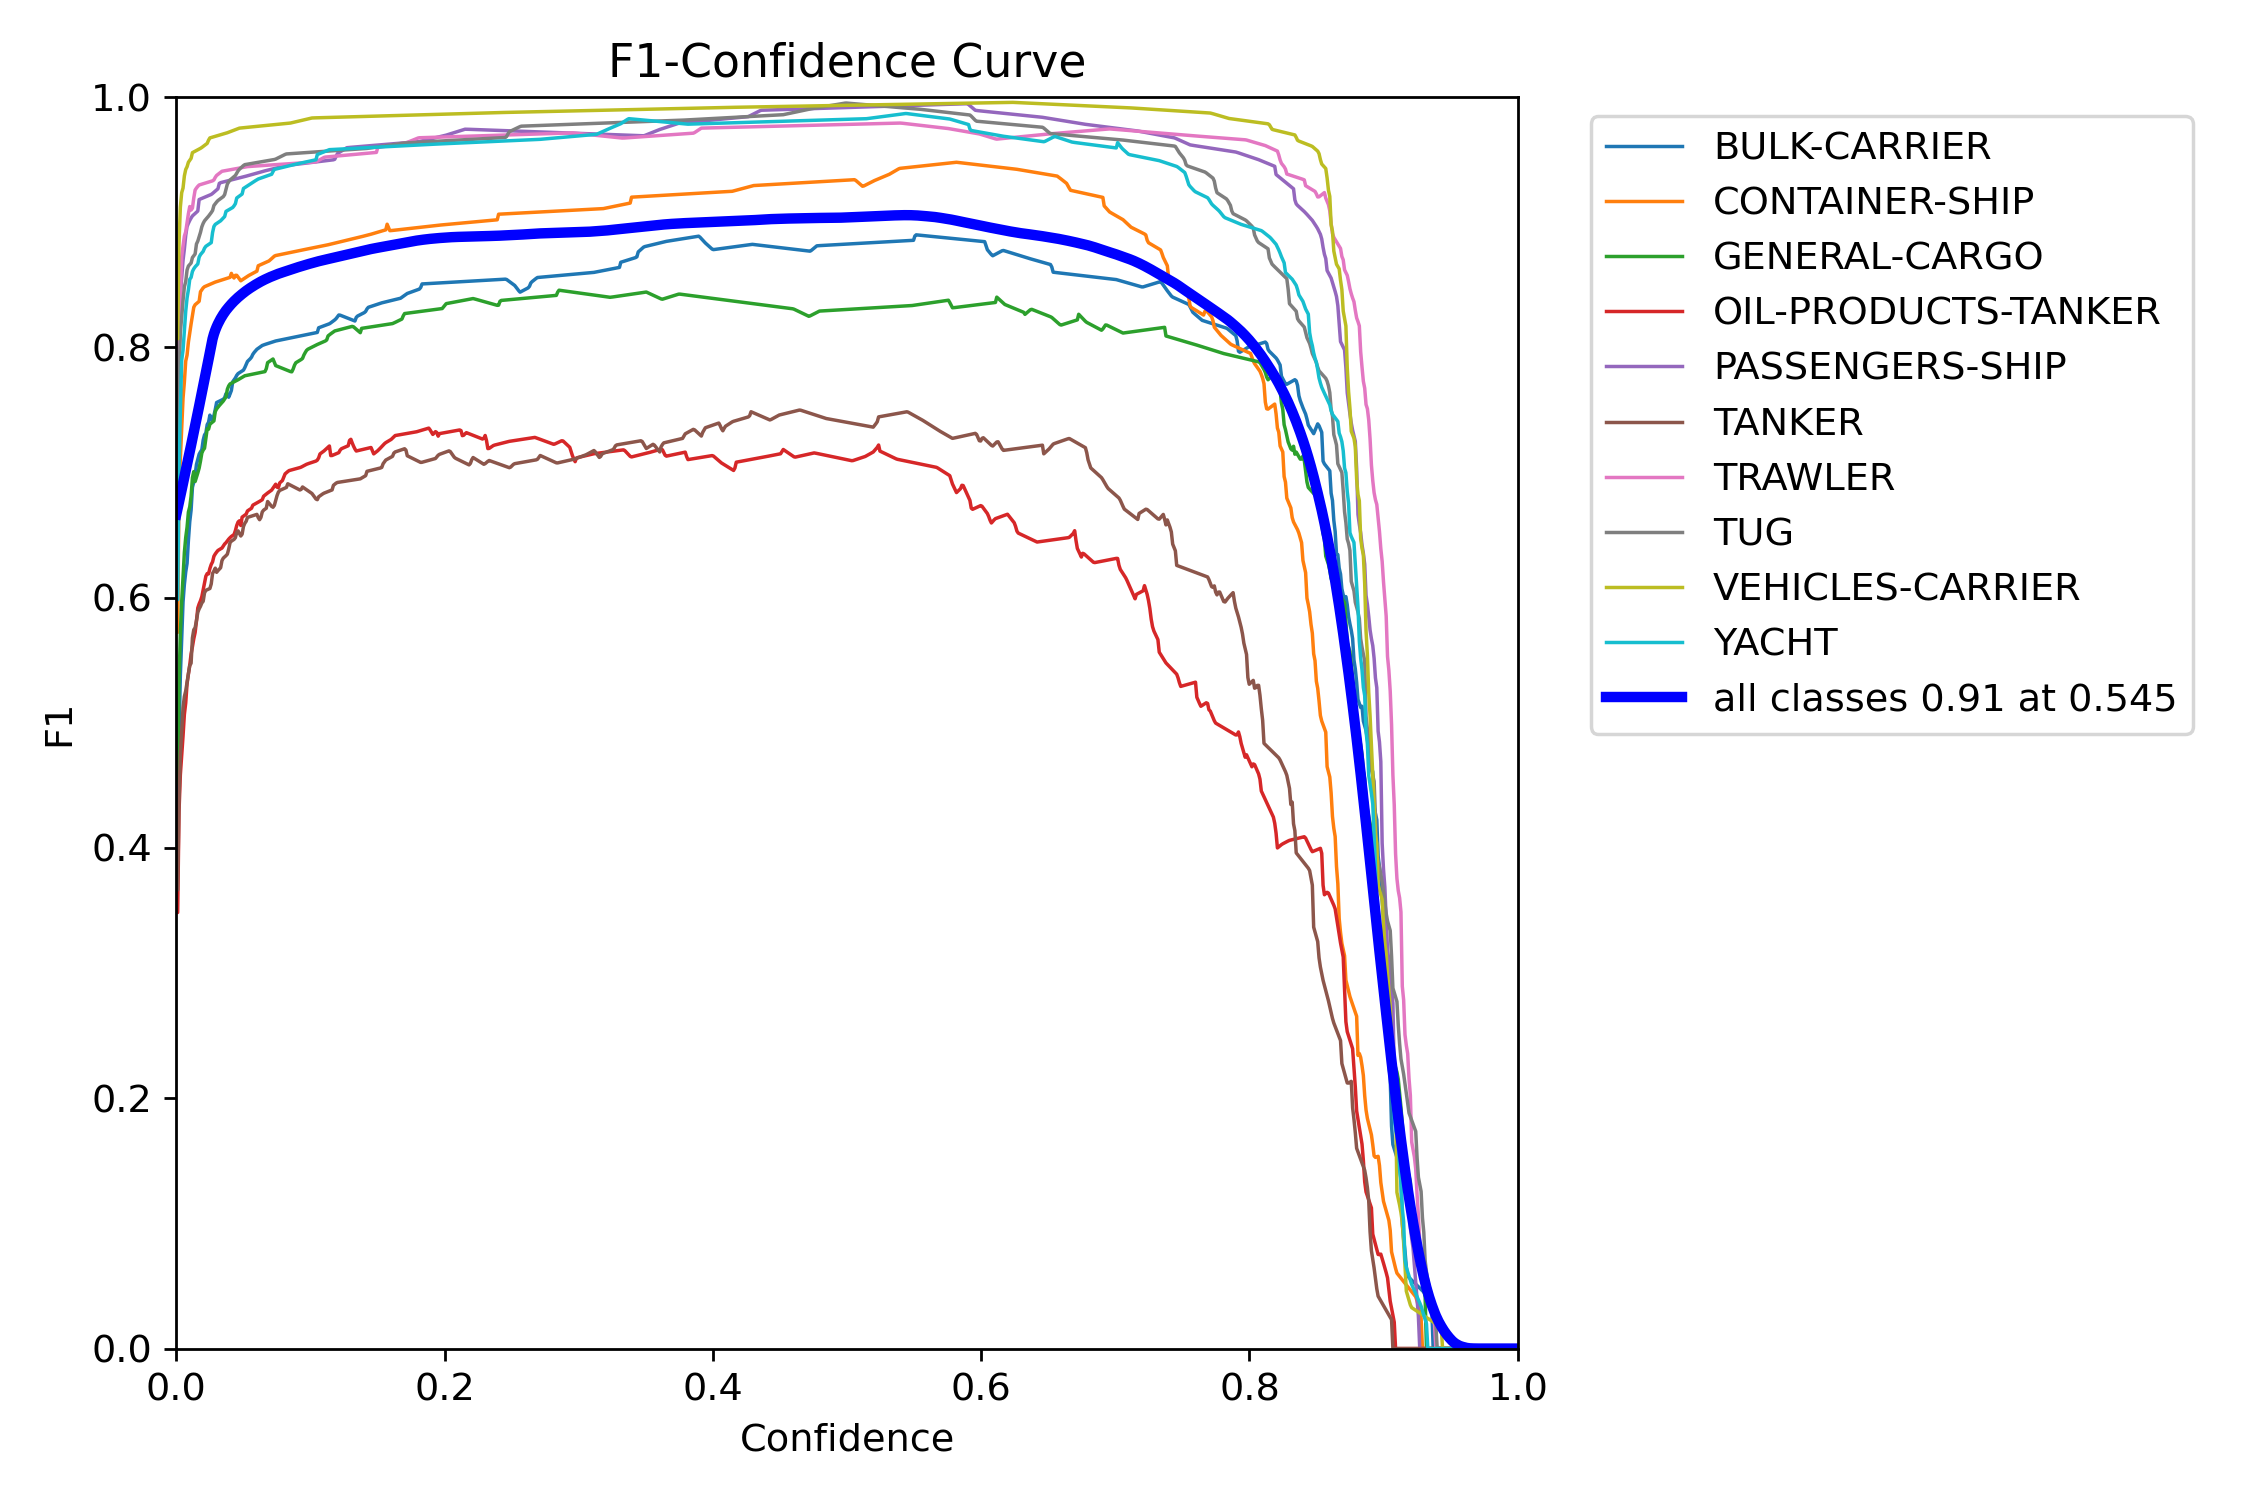 F1-Confidence Curve
1.0
0.8
0.6
0.4
0.2
0.0
F1
0.0 0.2 0.4 0.6 0.8 1.0
Confidence
BULK-CARRIER
CONTAINER-SHIP
GENERAL-CARGO
OIL-PRODUCTS-TANKER
PASSENGERS-SHIP
TANKER
TRAWLER
TUG
VEHICLES-CARRIER
YACHT
all classes 0.91 at 0.545